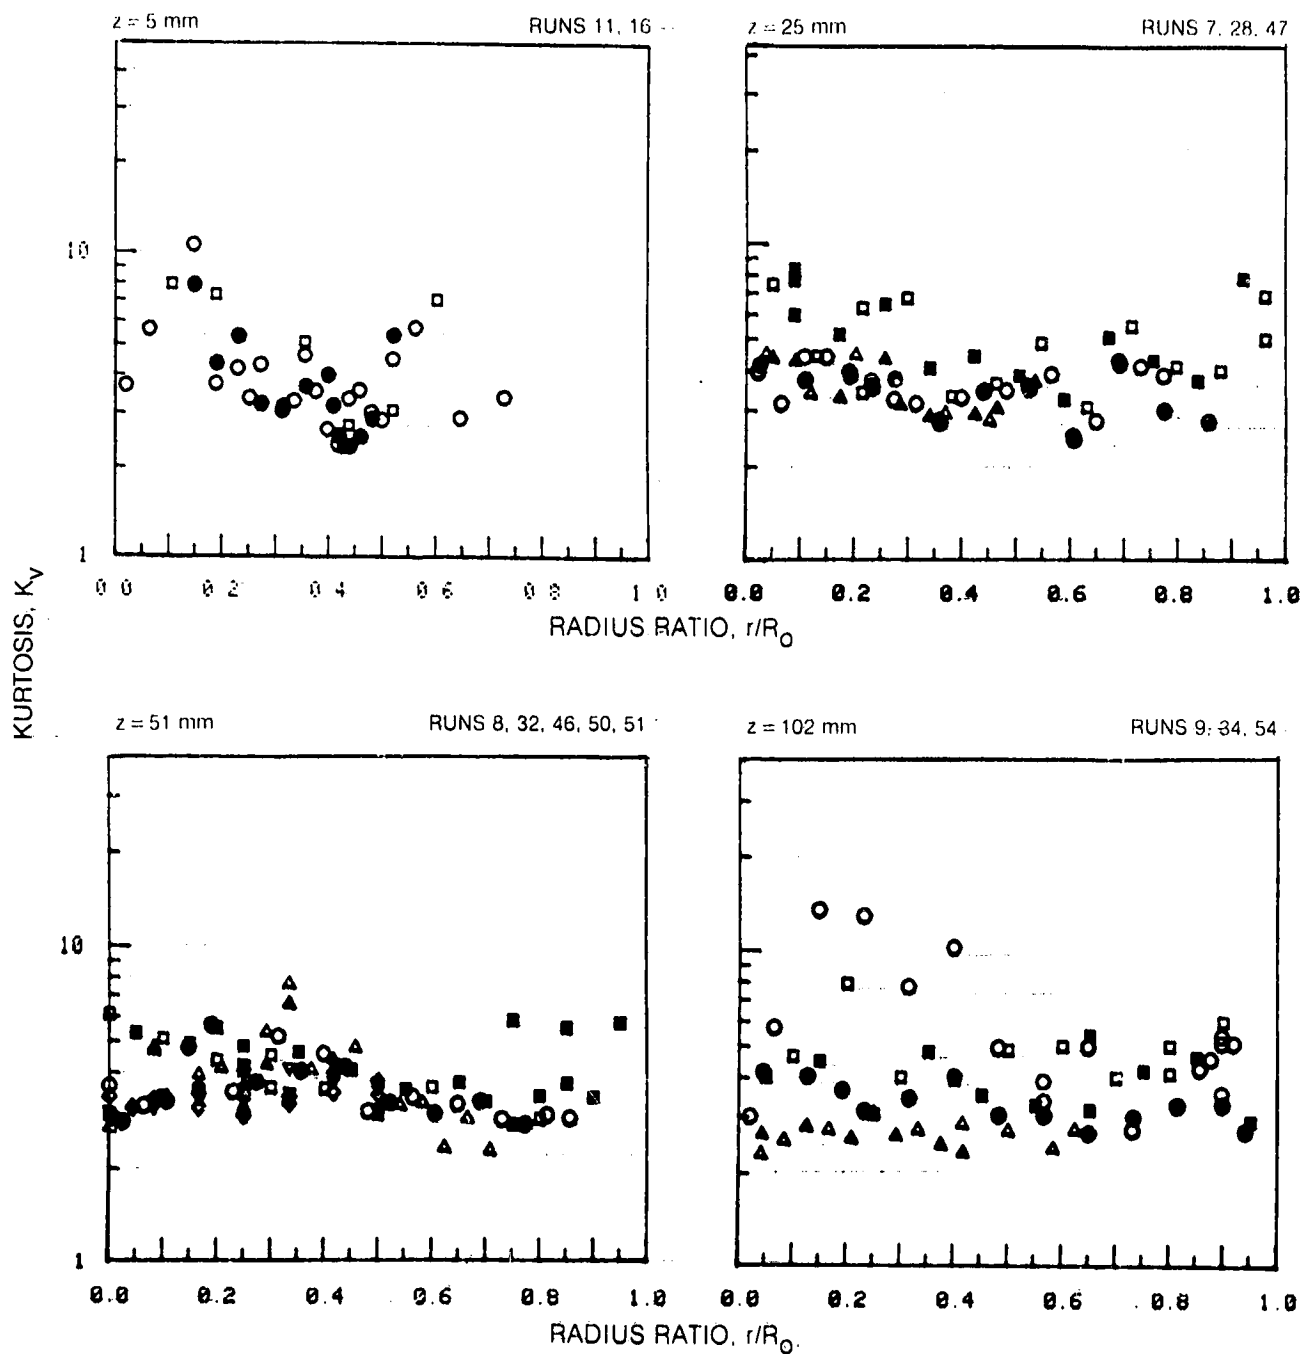 z = 5 mm RUNS 11, 16
z = 25 mm RUNS 7, 28, 47
10
1
0.0 0.2 0.4 0.6 0.8 1.0
0.0 0.2 0.4 0.6 0.8 1.0
RADIUS RATIO, r/Ro
KURTOSIS, Kv
z = 51 mm RUNS 8, 32, 46, 50, 51
z = 102 mm RUNS 9, 34, 54
10
1
0.0 0.2 0.4 0.6 0.8 1.0
0.0 0.2 0.4 0.6 0.8 1.0
RADIUS RATIO, r/Ro.